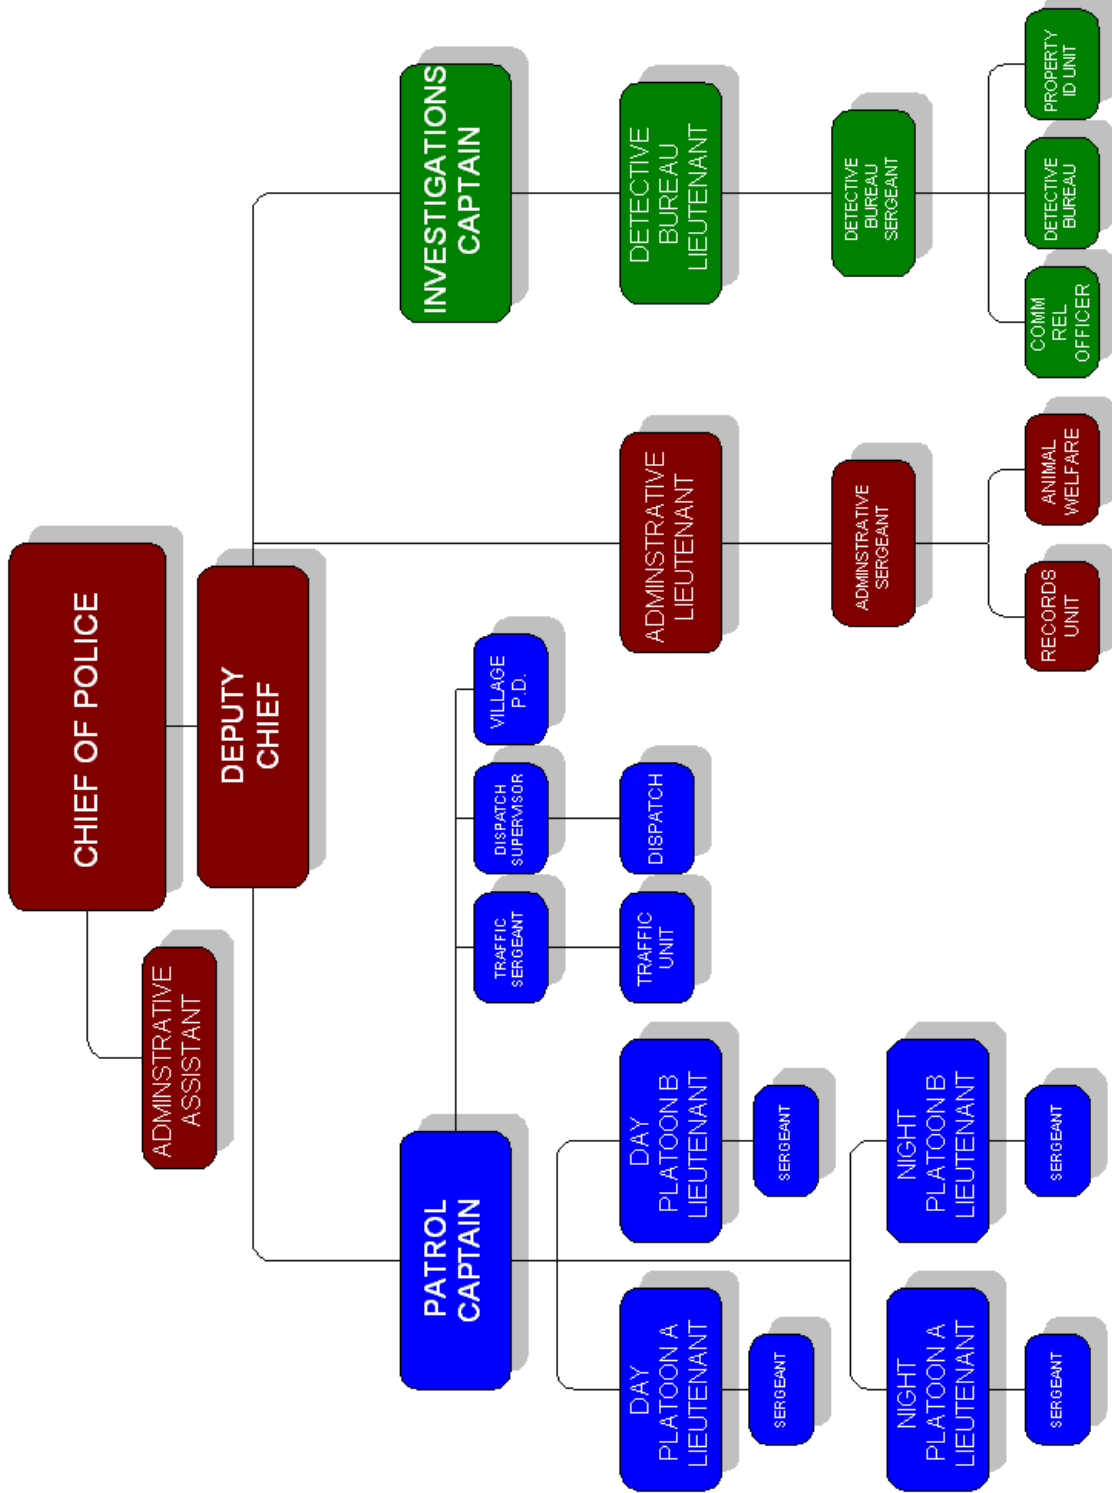 CHIEF OF POLICE
ADMINSTRATIVE
ASSISTANT
DEPUTY
CHIEF
PATROL
CAPTAIN
INVESTIGATIONS
CAPTAIN
TRAFFIC
SERGEANT
DISPATCH
SUPERVISOR
VILLAGE
P.D.
DAY
PLATOON A
LIEUTENANT
DAY
PLATOON B
LIEUTENANT
TRAFFIC
UNIT
DISPATCH
ADMINSTRATIVE
LIEUTENANT
DETECTIVE
BUREAU
LIEUTENANT
SERGEANT
SERGEANT
ADMINSTRATIVE
SERGEANT
DETECTIVE
BUREAU
SERGEANT
NIGHT
PLATOON A
LIEUTENANT
NIGHT
PLATOON B
LIEUTENANT
SERGEANT
SERGEANT
RECORDS
UNIT
ANIMAL
WELFARE
COMM
REL
OFFICER
DETECTIVE
BUREAU
PROPERTY
ID UNIT